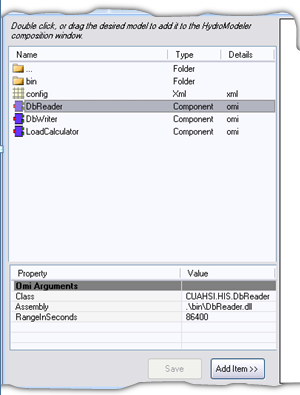 Double click, or drag the desired model to add it to the HydroModeler
composition window.
Name Type Details
... Folder
bin Folder
config Xml xml
DbReader Component omi
DbWriter Component omi
LoadCalculator Component omi
Property Value
Omi Arguments
Class CUAHSI.HIS.DbReader
Assembly .\bin\DbReader.dll
RangeInSeconds 86400
Save Add Item >>